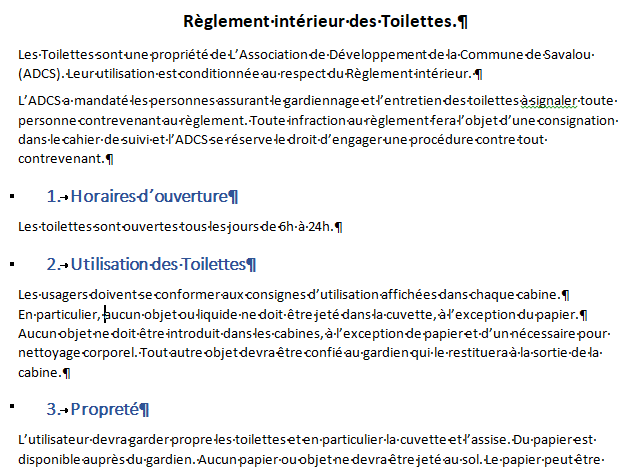 Règlement intérieur des Toilettes.
Les Toilettes sont une propriété de L'Association de Développement de la Commune de Savalou
(ADCS). Leur utilisation est conditionnée au respect du Règlement intérieur.
L'ADCS a mandaté les personnes assurant le gardiennage et l'entretien des toilettes à signaler toute
personne contrevenant au règlement. Toute infraction au règlement fera l'objet d'une consignation
dans le cahier de suivi et l'ADCS se réserve le droit d'engager une procédure contre tout
contrevenant.
1. Horaires d'ouverture
Les toilettes sont ouvertes tous les jours de 6h à 24h.
2. Utilisation des Toilettes
Les usagers doivent se conformer aux consignes d'utilisation affichées dans chaque cabine.
En particulier, aucun objet ou liquide ne doit être jeté dans la cuvette, à l'exception du papier.
Aucun objet ne doit être introduit dans les cabines, à l'exception de papier et d'un nécessaire pour
nettoyage corporel. Tout autre objet devra être confié au gardien qui le restituera à la sortie de la
cabine.
3. Propreté
L'utilisateur devra garder propre les toilettes et en particulier la cuvette et l'assise. Du papier est
disponible auprès du gardien. Aucun papier ou objet ne devra être jeté au sol. Le papier peut être